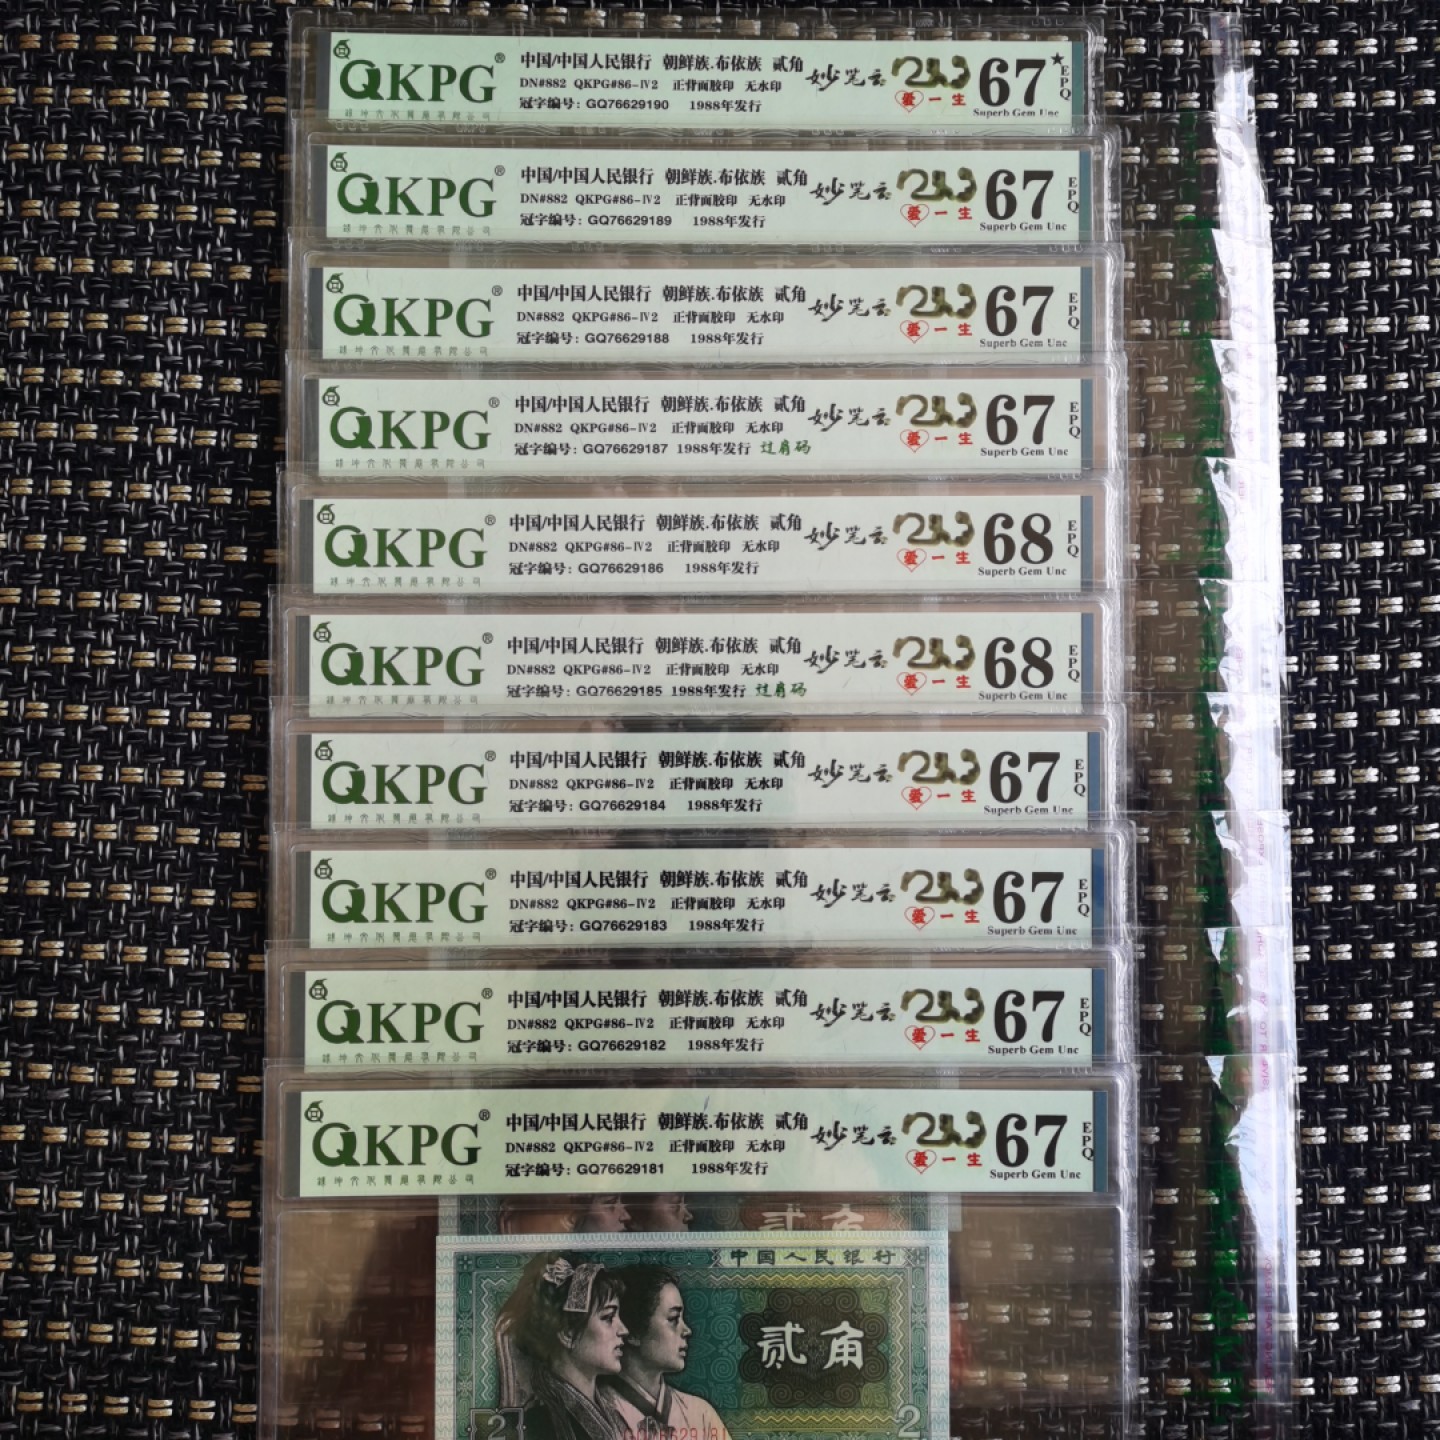 QKPG® 中国/中国人民银行 朝鲜族.布依族 贰角 妙笔云 67★ EPQ
DN#882 QKPG#86-IV2 正背面胶印 无水印 爱一生
冠字编号: GQ76629190 1988年发行 Superb Gem Unc
QKPG® 中国/中国人民银行 朝鲜族.布依族 贰角 妙笔云 67 EPQ
DN#882 QKPG#86-IV2 正背面胶印 无水印 爱一生
冠字编号: GQ76629189 1988年发行 Superb Gem Unc
QKPG® 中国/中国人民银行 朝鲜族.布依族 贰角 妙笔云 67 EPQ
DN#882 QKPG#86-IV2 正背面胶印 无水印 爱一生
冠字编号: GQ76629188 1988年发行 Superb Gem Unc
QKPG® 中国/中国人民银行 朝鲜族.布依族 贰角 妙笔云 67 EPQ
DN#882 QKPG#86-IV2 正背面胶印 无水印 爱一生
冠字编号: GQ76629187 1988年发行 过肩码 Superb Gem Unc
QKPG® 中国/中国人民银行 朝鲜族.布依族 贰角 妙笔云 68 EPQ
DN#882 QKPG#86-IV2 正背面胶印 无水印 爱一生
冠字编号: GQ76629186 1988年发行 Superb Gem Unc
QKPG® 中国/中国人民银行 朝鲜族.布依族 贰角 妙笔云 68 EPQ
DN#882 QKPG#86-IV2 正背面胶印 无水印 爱一生
冠字编号: GQ76629185 1988年发行 过肩码 Superb Gem Unc
QKPG® 中国/中国人民银行 朝鲜族.布依族 贰角 妙笔云 67 EPQ
DN#882 QKPG#86-IV2 正背面胶印 无水印 爱一生
冠字编号: GQ76629184 1988年发行 Superb Gem Unc
QKPG® 中国/中国人民银行 朝鲜族.布依族 贰角 妙笔云 67 EPQ
DN#882 QKPG#86-IV2 正背面胶印 无水印 爱一生
冠字编号: GQ76629183 1988年发行 Superb Gem Unc
QKPG® 中国/中国人民银行 朝鲜族.布依族 贰角 妙笔云 67 EPQ
DN#882 QKPG#86-IV2 正背面胶印 无水印 爱一生
冠字编号: GQ76629182 1988年发行 Superb Gem Unc
QKPG® 中国/中国人民银行 朝鲜族.布依族 贰角 妙笔云 67 EPQ
DN#882 QKPG#86-IV2 正背面胶印 无水印 爱一生
冠字编号: GQ76629181 1988年发行 Superb Gem Unc
贰角
中国人民银行
贰角
2 2
GQ76629181